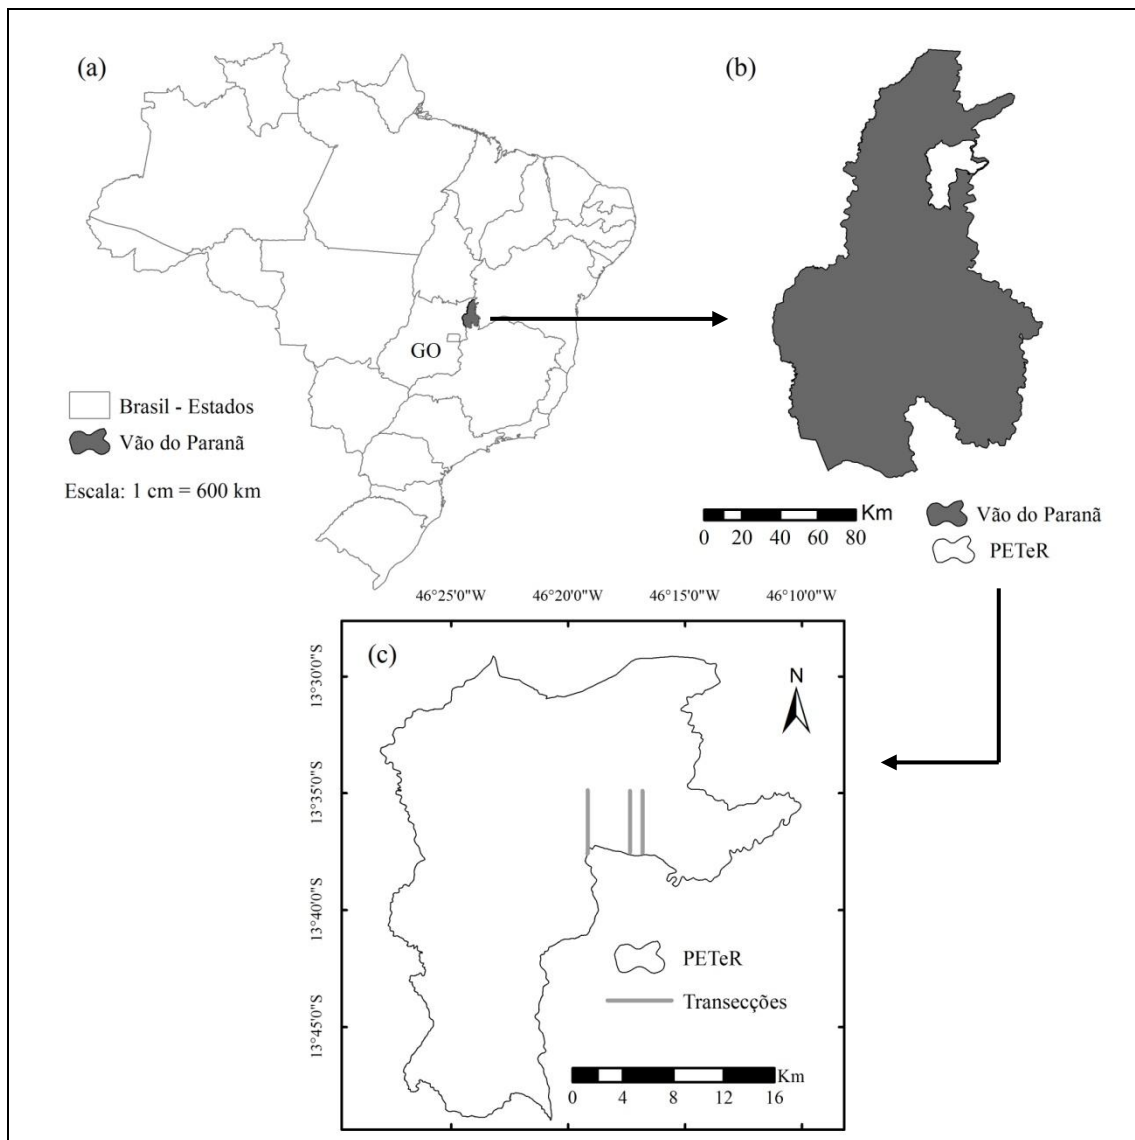 (a)
GO
Brasil - Estados
Vão do Paranã
Escala: 1 cm = 600 km
(b)
Km
0 20 40 60 80
Vão do Paranã
PETeR
46°25'0"W 46°20'0"W 46°15'0"W 46°10'0"W
(c)
N
13°30'0"S
13°35'0"S
13°40'0"S
13°45'0"S
PETeR
Transecções
Km
0 4 8 12 16